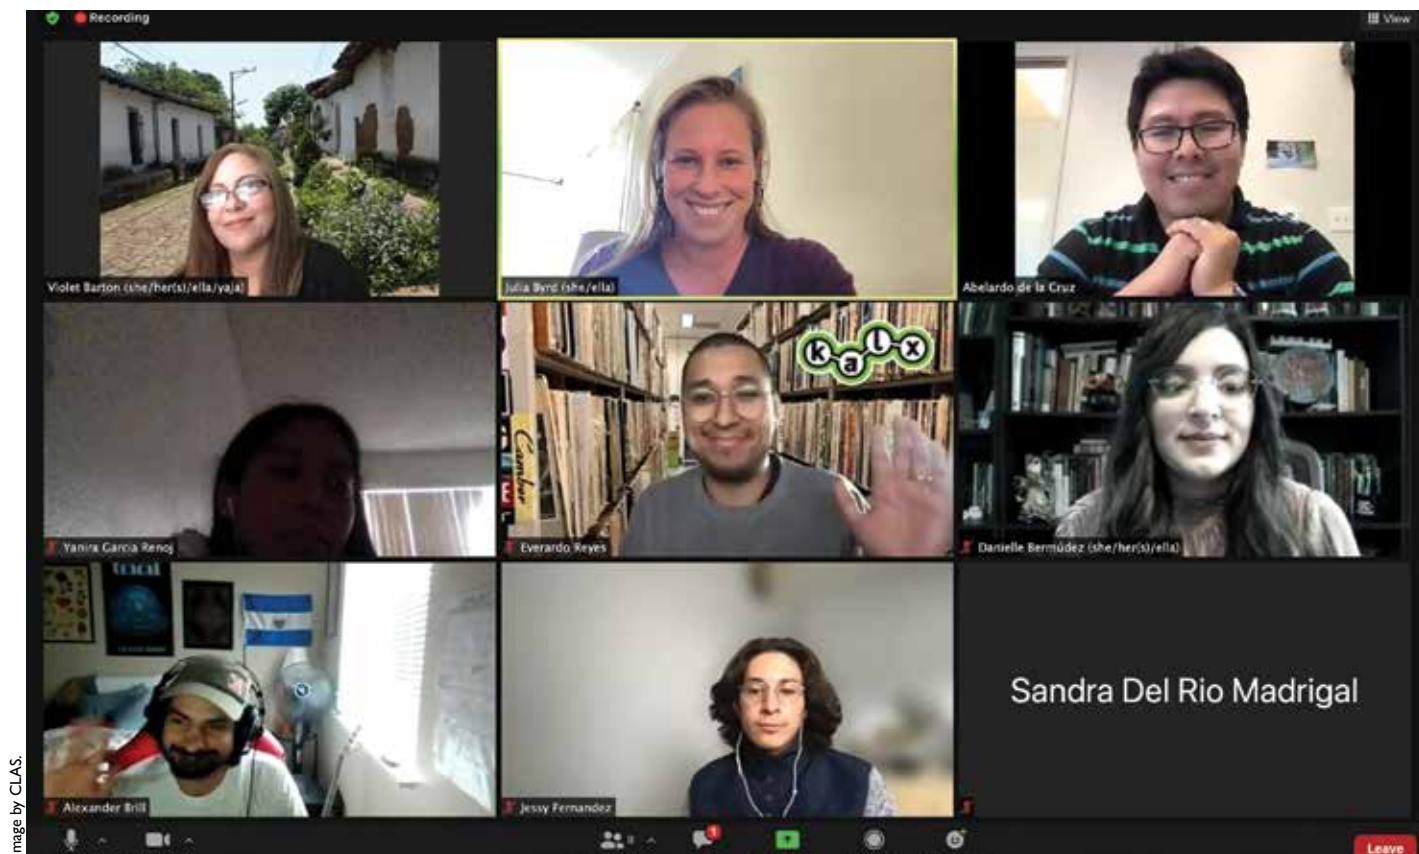 Recording
View
Violet Barton (she/her(s)/ella/yaja)
Julia Byrd (she/ella)
Abelardo de la Cruz
kalx
Camber
Yanira Garcia Renoj
Everardo Reyes
Danielle Bermúdez (she/her(s)/ella)
Sandra Del Rio Madrigal
Alexander Brill
Jessy Fernandez
1
Leave
mage by CLAS.